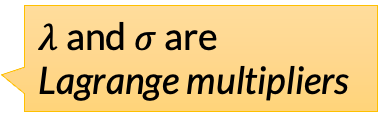 λ and σ are
Lagrange multipliers